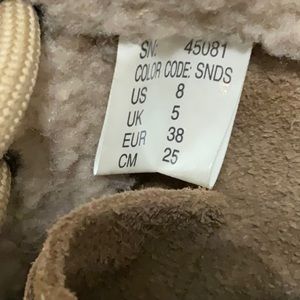 SN: 45081
COLOR CODE: SNDS
US 8
UK 5
EUR 38
CM 25